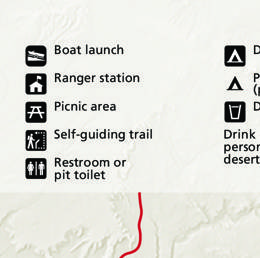 Boat launch
Ranger station
Picnic area
Self-guiding trail
Restroom or
pit toilet
D
P
(p
D
Drink
person
desert